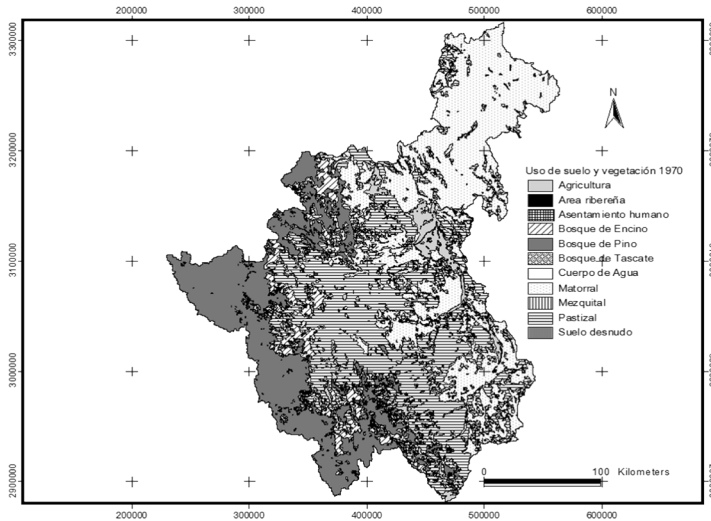 200000 300000 400000 500000 600000
3300000
3200000
3100000
3000000
2900000
N
Uso de suelo y vegetación 1970
Agricultura
Area ribereña
Asentamiento humano
Bosque de Encino
Bosque de Pino
Bosque de Tascate
Cuerpo de Agua
Matorral
Mezquital
Pastizal
Suelo desnudo
0 100 Kilometers
200000 300000 400000 500000 600000